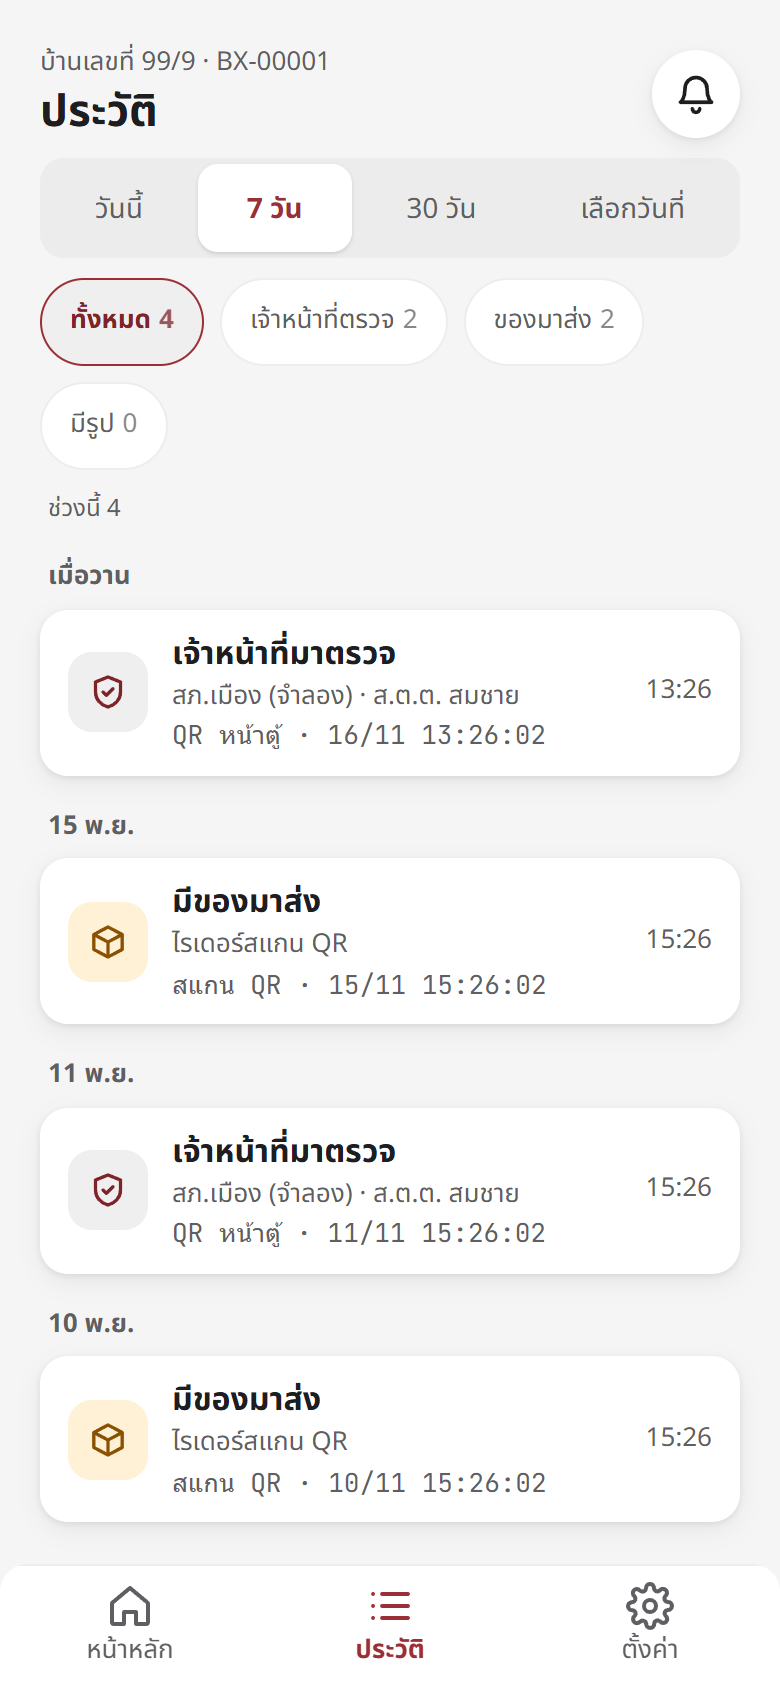 บ้านเลขที่ 99/9 · BX-00001
ประวัติ
วันนี้ 7 วัน 30 วัน เลือกวันที่
ทั้งหมด 4 เจ้าหน้าที่ตรวจ 2 ของมาส่ง 2
มีรูป 0
ช่วงนี้ 4
เมื่อวาน
เจ้าหน้าที่มาตรวจ
สภ.เมือง (จำลอง) · ส.ต.ต. สมชาย
13:26
QR หน้าตู้ · 16/11 13:26:02
15 พ.ย.
มีของมาส่ง
ไรเดอร์สแกน QR
15:26
สแกน QR · 15/11 15:26:02
11 พ.ย.
เจ้าหน้าที่มาตรวจ
สภ.เมือง (จำลอง) · ส.ต.ต. สมชาย
15:26
QR หน้าตู้ · 11/11 15:26:02
10 พ.ย.
มีของมาส่ง
ไรเดอร์สแกน QR
15:26
สแกน QR · 10/11 15:26:02
หน้าหลัก ประวัติ ตั้งค่า